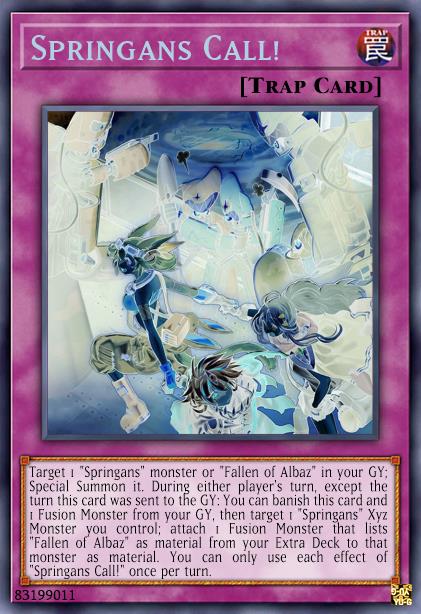 SPRINGANS CALL!
TRAP
罠
[TRAP CARD]
Target 1 "Springans" monster or "Fallen of Albaz" in your GY;
Special Summon it. During either player's turn, except the
turn this card was sent to the GY: You can banish this card and
1 Fusion Monster from your GY, then target 1 "Springans" Xyz
Monster you control; attach 1 Fusion Monster that lists
"Fallen of Albaz" as material from your Extra Deck to that
monster as material. You can only use each effect of
"Springans Call!" once per turn.
83199011